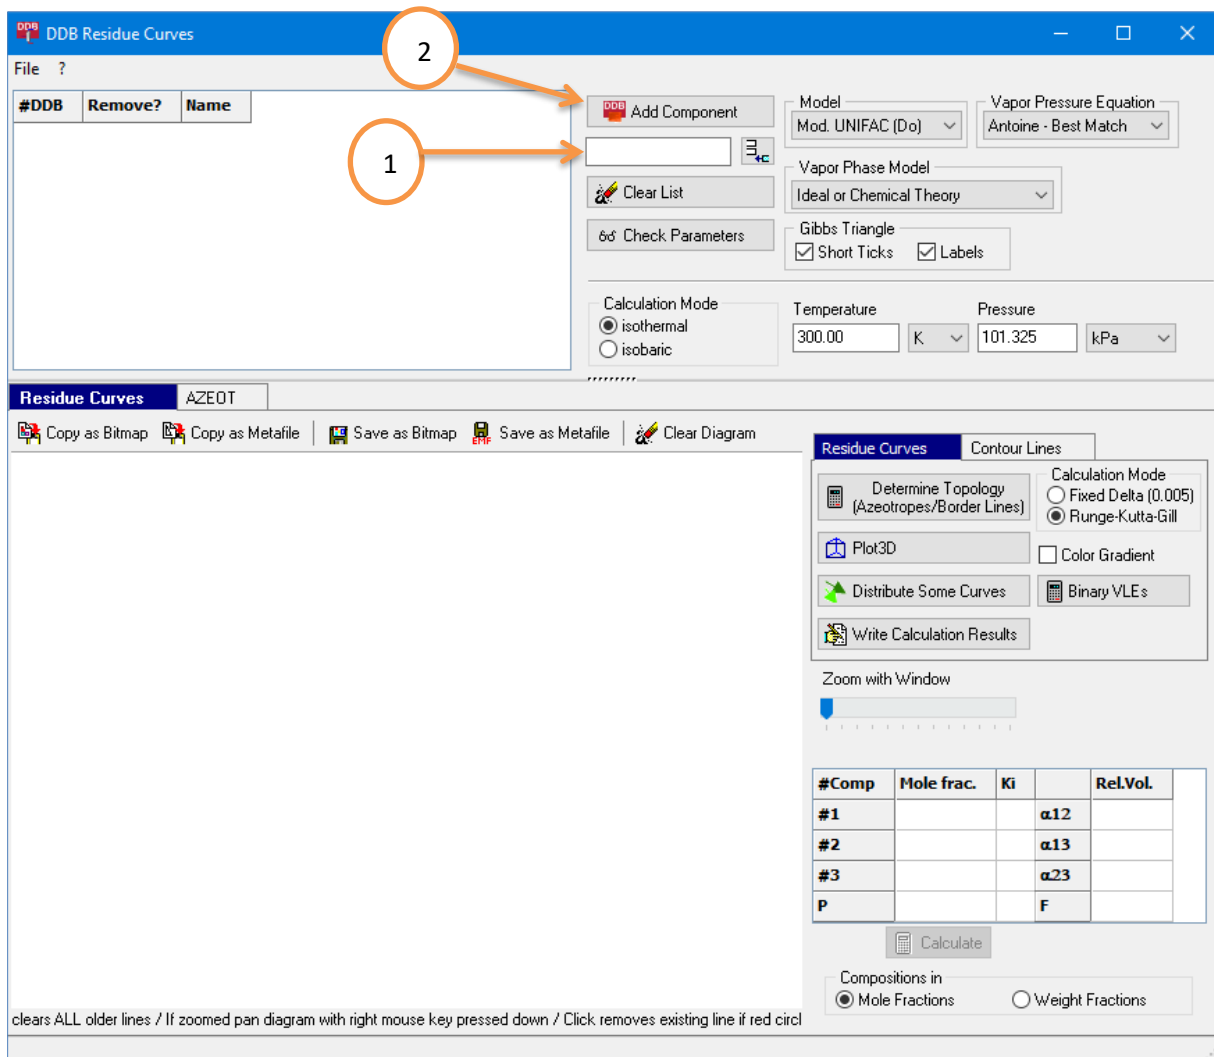 DDB Residue Curves
2
File ?
#DDB Remove? Name
Add Component
1
Clear List
Check Parameters
Model
Mod. UNIFAC (Do)
Vapor Pressure Equation
Antoine - Best Match
Vapor Phase Model
Ideal or Chemical Theory
Gibbs Triangle
Short Ticks Labels
Calculation Mode
isothermal
isobaric
Temperature
300.00 K
Pressure
101.325 kPa
Residue Curves AZEOT
Copy as Bitmap Copy as Metafile Save as Bitmap Save as Metafile Clear Diagram
Residue Curves Contour Lines
Determine Topology
(Azeotropes/Border Lines)
Calculation Mode
Fixed Delta (0.005)
Runge-Kutta-Gill
Plot3D
Color Gradient
Distribute Some Curves
Binary VLEs
Write Calculation Results
Zoom with Window
#Comp Mole frac. Ki Rel.Vol.
#1 α12
#2 α13
#3 α23
P F
Calculate
Compositions in
Mole Fractions Weight Fractions
clears ALL older lines / If zoomed pan diagram with right mouse key pressed down / Click removes existing line if red circl